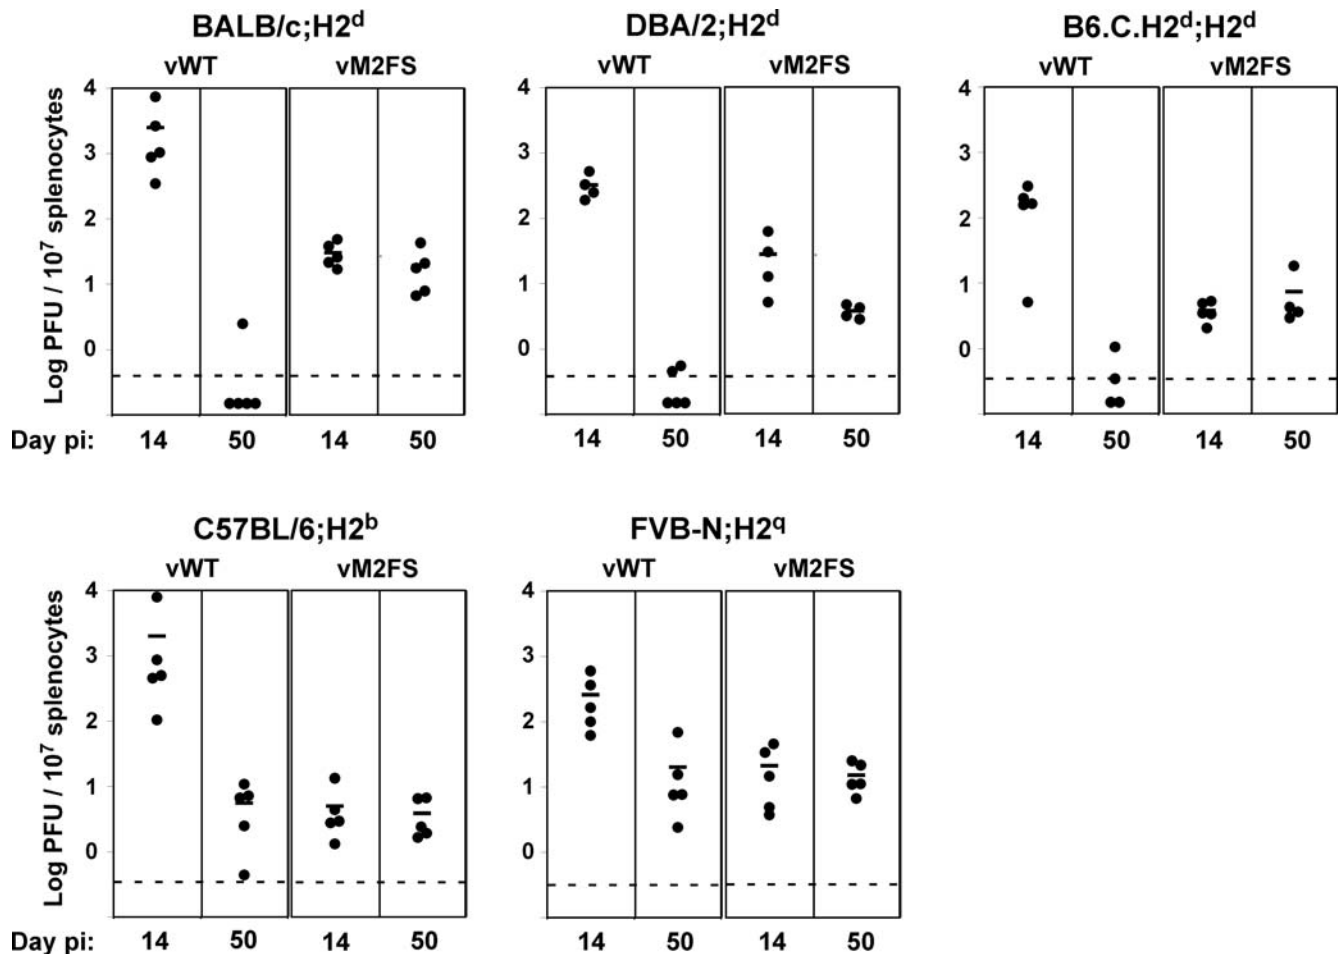 BALB/c;H2ᵈ DBA/2;H2ᵈ B6.C.H2ᵈ;H2ᵈ
vWT vM2FS vWT vM2FS vWT vM2FS
Log PFU / 10⁷ splenocytes
4 4 4
3 3 3
2 2 2
1 1 1
0 0 0
Day pi: 14 50 14 50 14 50 14 50 14 50 14 50
C57BL/6;H2ᵇ FVB-N;H2q
vWT vM2FS vWT vM2FS
Log PFU / 10⁷ splenocytes
4 4
3 3
2 2
1 1
0 0
Day pi: 14 50 14 50 14 50 14 50